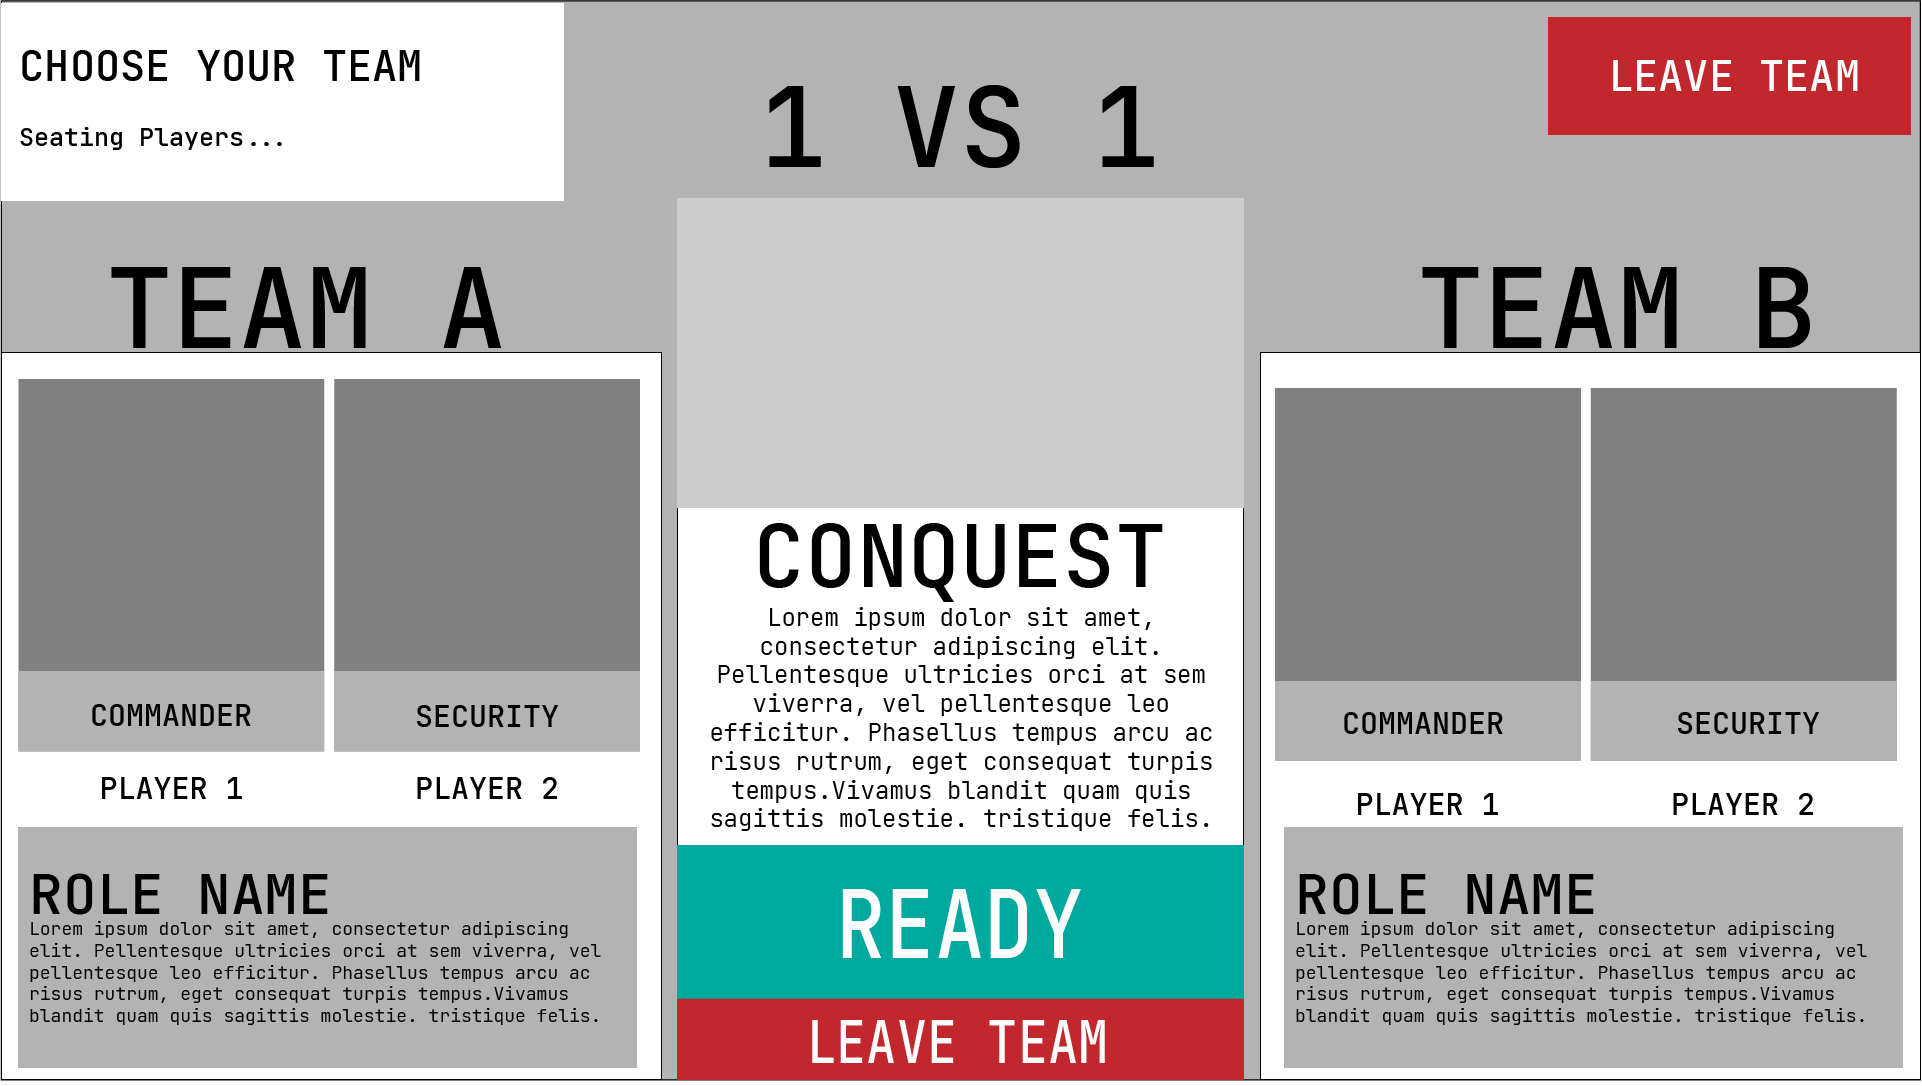 CHOOSE YOUR TEAM
Seating Players...
1 VS 1
LEAVE TEAM
TEAM A
COMMANDER
SECURITY
PLAYER 1
PLAYER 2
ROLE NAME
Lorem ipsum dolor sit amet, consectetur adipiscing
elit. Pellentesque ultricies orci at sem viverra, vel
pellentesque leo efficitur. Phasellus tempus arcu ac
risus rutrum, eget consequat turpis tempus.Vivamus
blandit quam quis sagittis molestie. tristique felis.
CONQUEST
Lorem ipsum dolor sit amet,
consectetur adipiscing elit.
Pellentesque ultricies orci at sem
viverra, vel pellentesque leo
efficitur. Phasellus tempus arcu ac
risus rutrum, eget consequat turpis
tempus.Vivamus blandit quam quis
sagittis molestie. tristique felis.
READY
LEAVE TEAM
TEAM B
COMMANDER
SECURITY
PLAYER 1
PLAYER 2
ROLE NAME
Lorem ipsum dolor sit amet, consectetur adipiscing
elit. Pellentesque ultricies orci at sem viverra, vel
pellentesque leo efficitur. Phasellus tempus arcu ac
risus rutrum, eget consequat turpis tempus.Vivamus
blandit quam quis sagittis molestie. tristique felis.